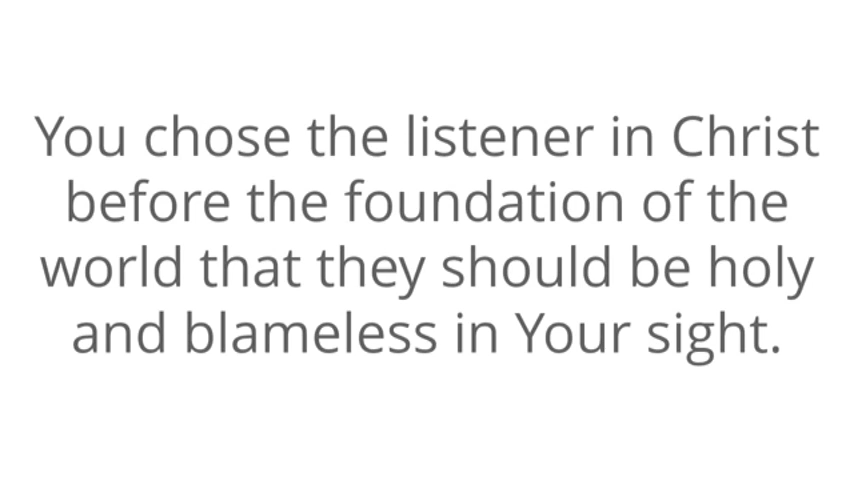 You chose the listener in Christ
before the foundation of the
world that they should be holy
and blameless in Your sight.